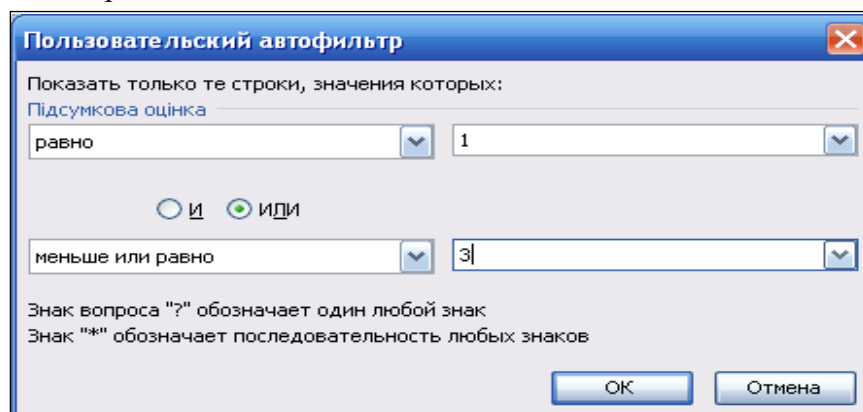 Пользовательский автофильтр
Показать только те строки, значения которых:
Підсумкова оцінка
равно 1
И ИЛИ
меньше или равно 3
Знак вопроса "?" обозначает один любой знак
Знак "*" обозначает последовательность любых знаков
ОК Отмена